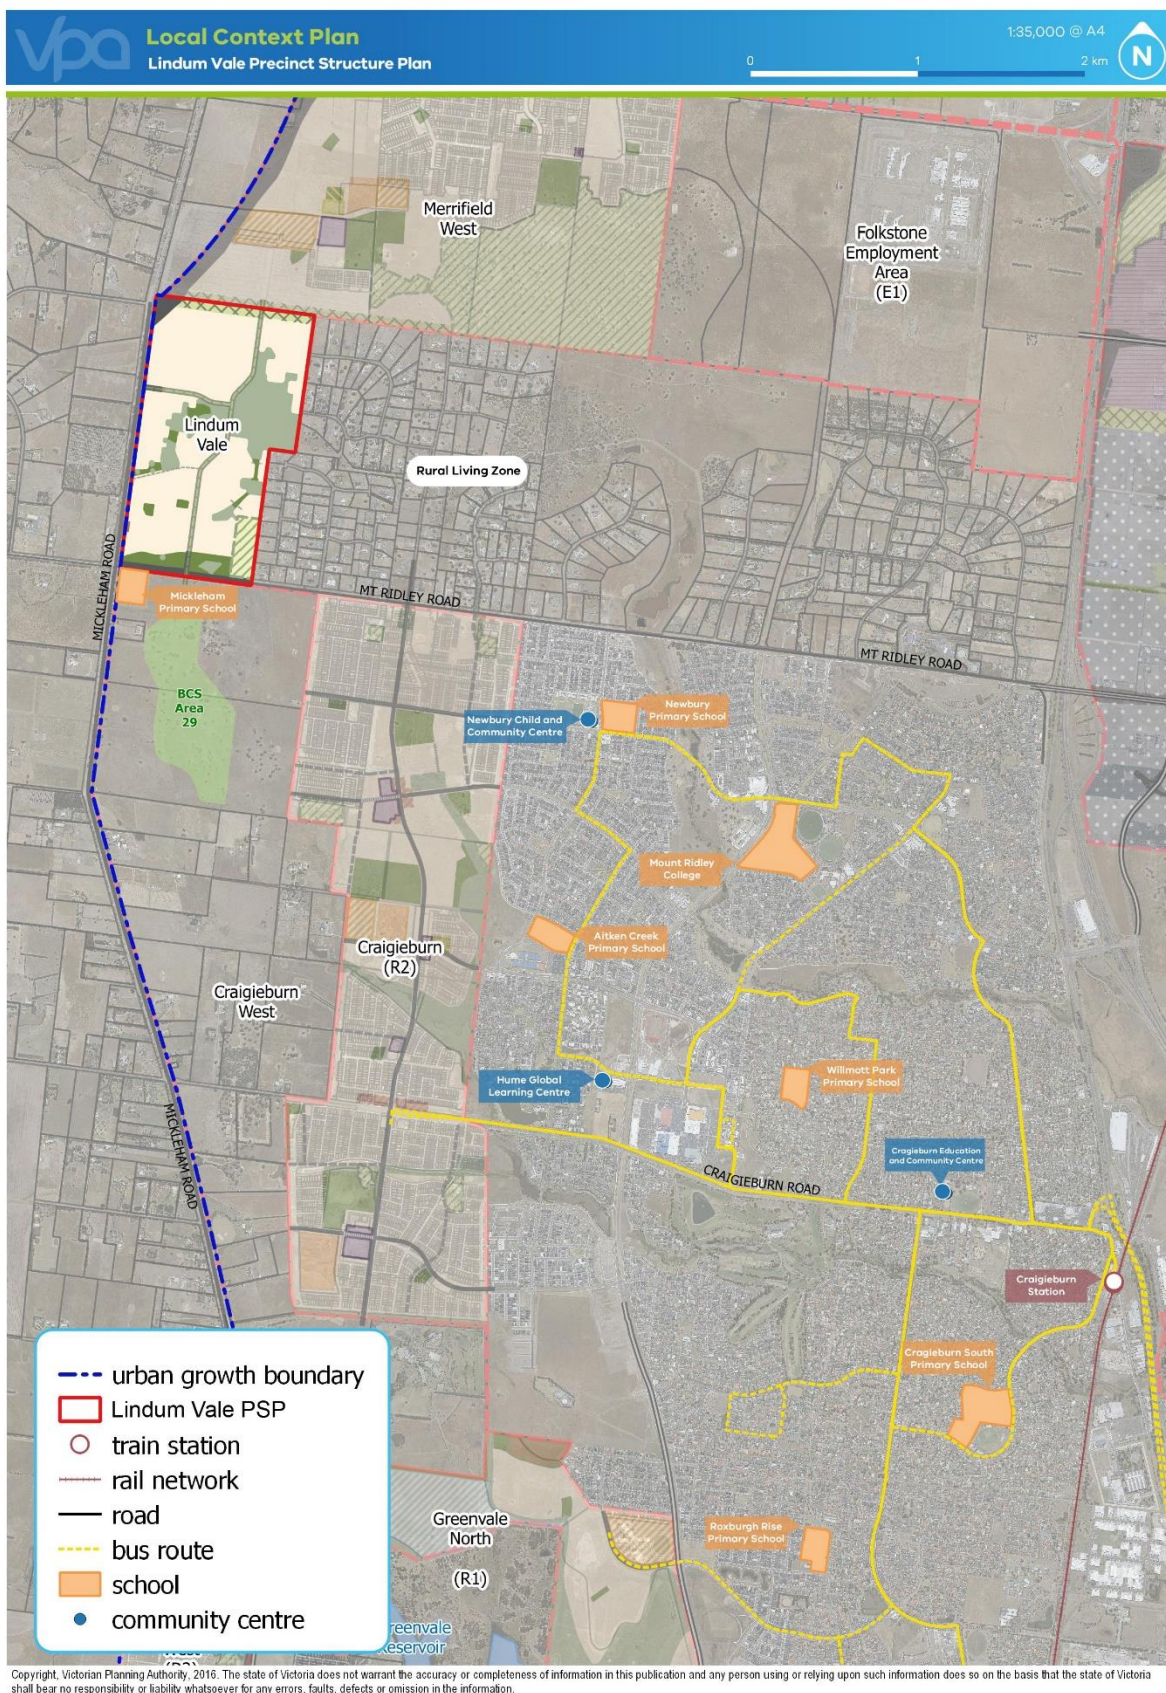 vpa
Local Context Plan
Lindum Vale Precinct Structure Plan
1:35,000 @ A4
0
1
2 km
N
Merrifield
West
Folkstone
Employment
Area
(E1)
Lindum
Vale
Rural Living Zone
MICKLEHAM ROAD
Mickleham
Primary School
MT RIDLEY ROAD
MT RIDLEY ROAD
BCS
Area
29
Newbury Child and
Community Centre
Newbury
Primary School
Mount Ridley
College
Aitken Creek
Primary School
Craigieburn
(R2)
Craigieburn
West
Hume Global
Learning Centre
Willmott Park
Primary School
MICKLEHAM ROAD
CRAIGIEBURN ROAD
Cragieburn Education
and Community Centre
Craigieburn
Station
Cragieburn South
Primary School
Roxburgh Rise
Primary School
Greenvale
North
(R1)
urban growth boundary
Lindum Vale PSP
train station
rail network
road
bus route
school
community centre
reenvale
eservoir
Copyright, Victorian Planning Authority, 2016. The state of Victoria does not warrant the accuracy or completeness of information in this publication and any person using or relying upon such information does so on the basis that the state of Victoria
shall bear no responsibility or liability whatsoever for any errors, faults, defects or omission in the information.